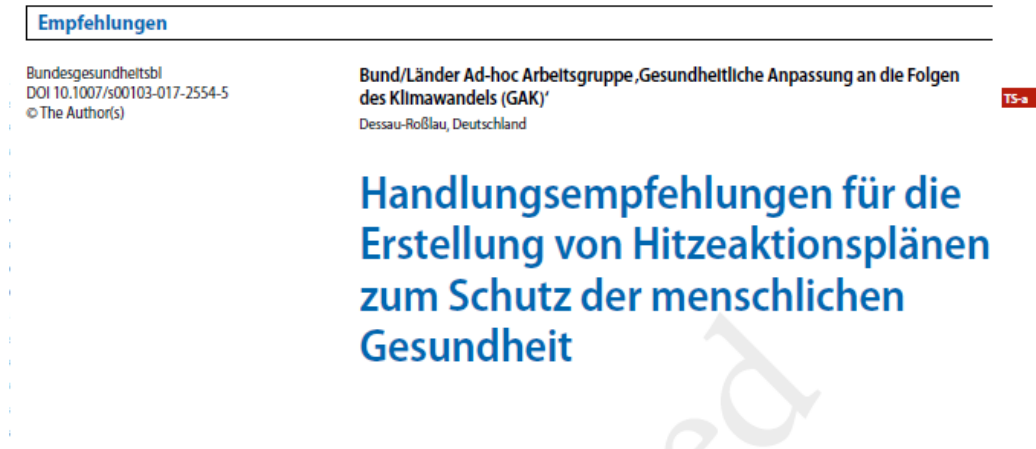 Empfehlungen
Bundesgesundheitsbl
DOI 10.1007/s00103-017-2554-5
© The Author(s)
Bund/Länder Ad-hoc Arbeitsgruppe ‚Gesundheitliche Anpassung an die Folgen
des Klimawandels (GAK)‘
Dessau-Roßlau, Deutschland
TS-a
Handlungsempfehlungen für die
Erstellung von Hitzeaktionsplänen
zum Schutz der menschlichen
Gesundheit